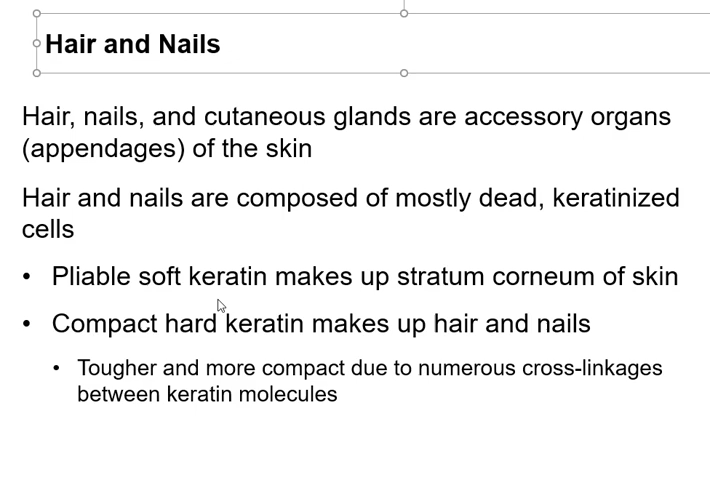 Hair and Nails
Hair, nails, and cutaneous glands are accessory organs
(appendages) of the skin
Hair and nails are composed of mostly dead, keratinized
cells
• Pliable soft keratin makes up stratum corneum of skin
• Compact hard keratin makes up hair and nails
• Tougher and more compact due to numerous cross-linkages
between keratin molecules